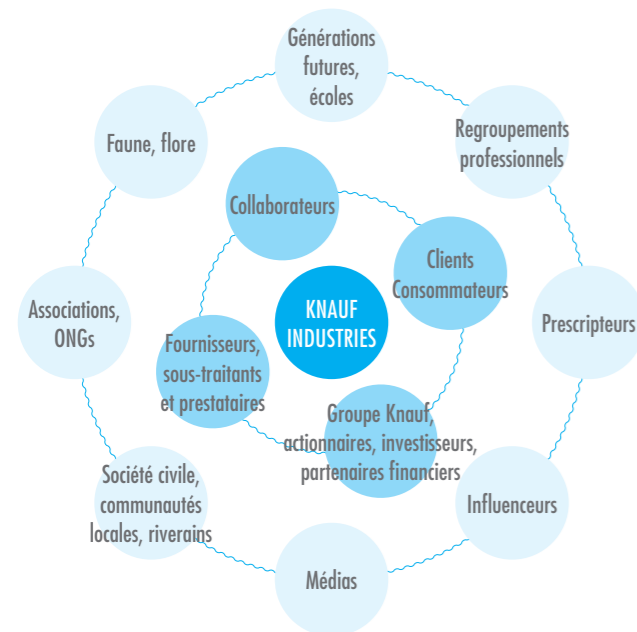 Générations
futures,
écoles
Faune, flore
Regroupements
professionnels
Collaborateurs
Clients
Consommateurs
Associations,
ONGs
KNAUF
INDUSTRIES
Prescripteurs
Fournisseurs,
sous-traitants
et prestataires
Groupe Knauf,
actionnaires, investisseurs,
partenaires financiers
Société civile,
communautés
locales, riverains
Influenceurs
Médias